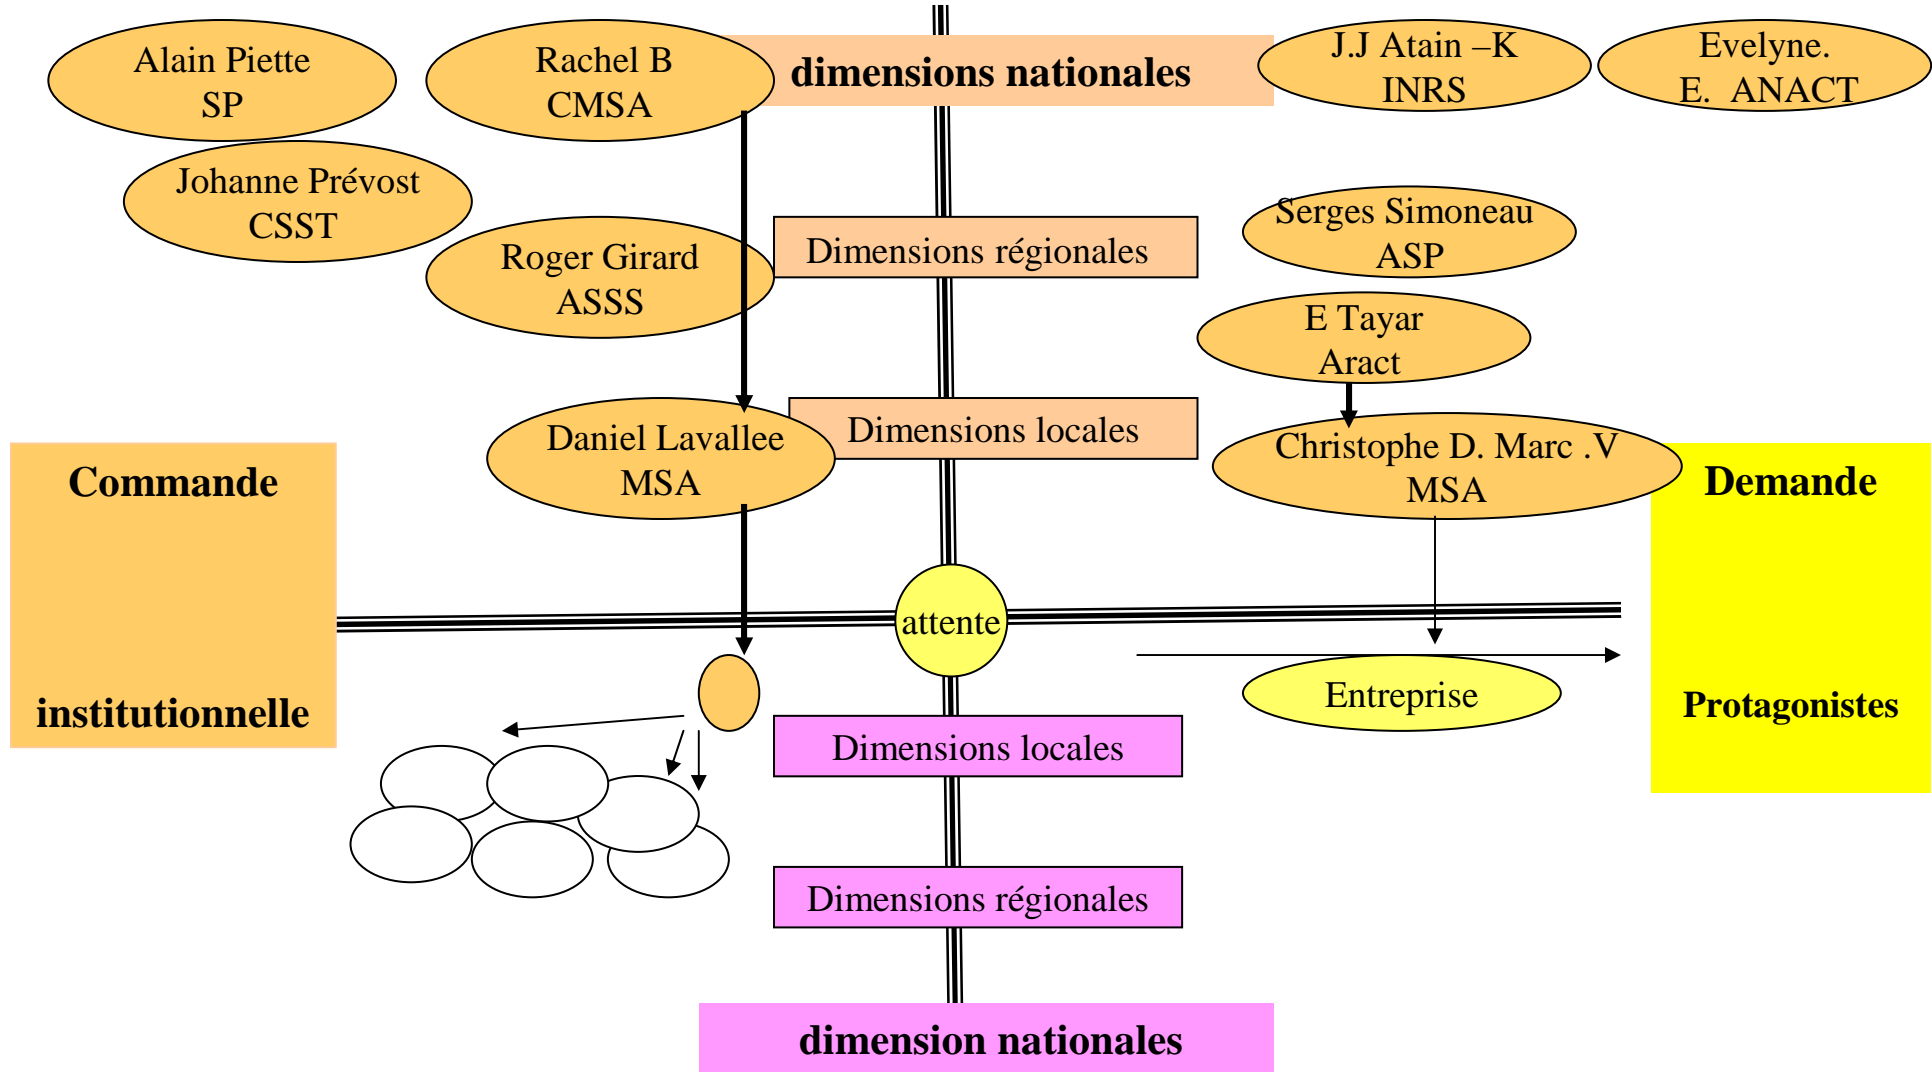 Alain Piette
SP
Rachel B
CMSA
dimensions nationales
J.J Atain –K
INRS
Evelyne.
E. ANACT
Johanne Prévost
CSST
Roger Girard
ASSS
Dimensions régionales
Serges Simoneau
ASP
E Tayar
Aract
Daniel Lavallee
MSA
Dimensions locales
Christophe D. Marc .V
MSA
Commande
institutionnelle
Demande
Protagonistes
attente
Entreprise
Dimensions locales
Dimensions régionales
dimension nationales